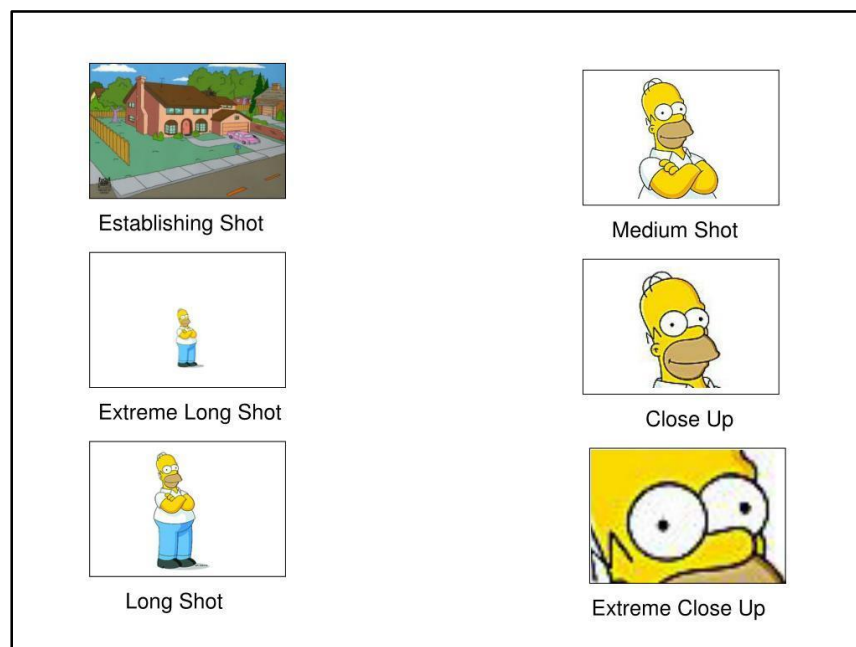 Establishing Shot
Extreme Long Shot
Long Shot
Medium Shot
Close Up
Extreme Close Up